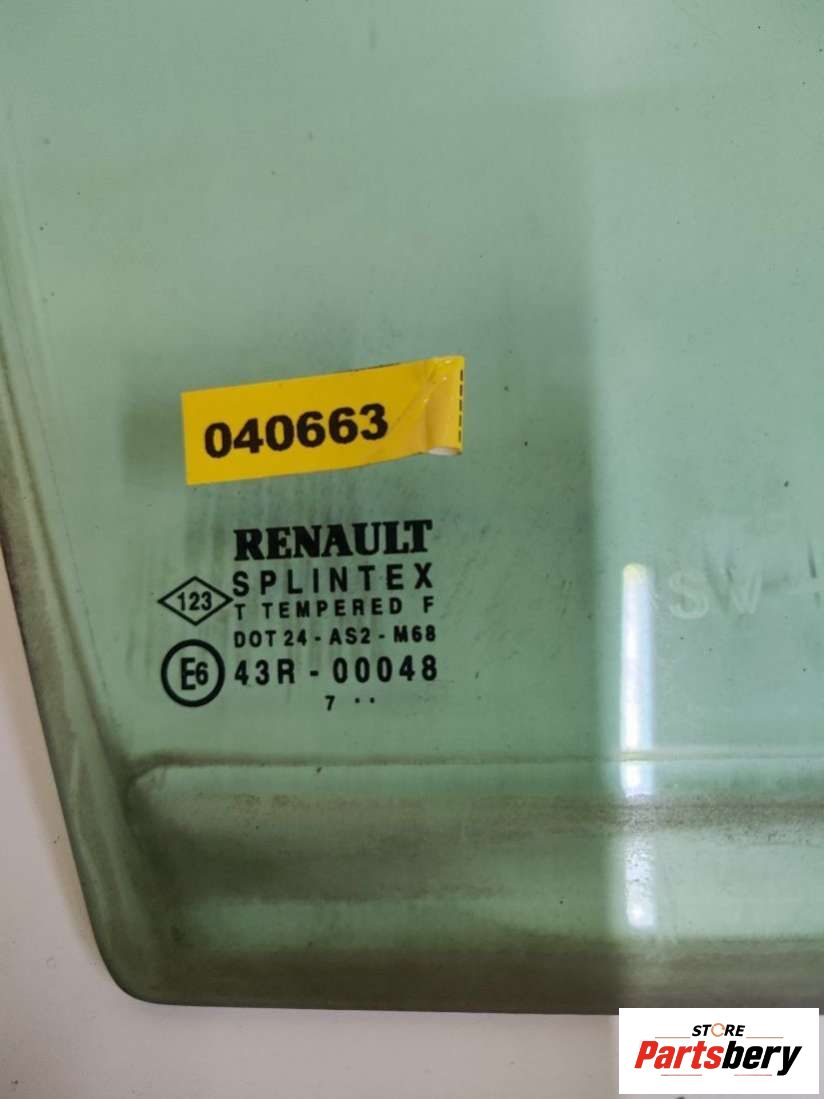 040663
RENAULT
SPLINTEX
123
T TEMPERED F
DOT 24 - AS2 - M68
E6
43R - 00048
7 ..
STORE
Partsbery